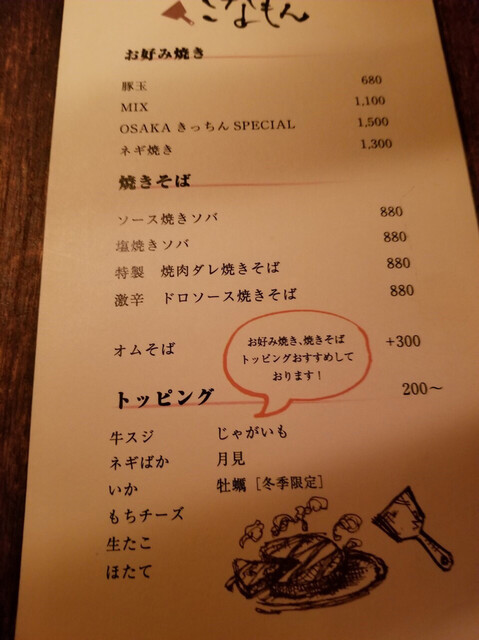 こなもん
お好み焼き
豚玉 680
MIX 1,100
OSAKA きっちん SPECIAL 1,500
ネギ焼き 1,300
焼きそば
ソース焼きソバ 880
塩焼きソバ 880
特製 焼肉ダレ焼きそば 880
激辛 ドロソース焼きそば 880
オムそば +300
お好み焼き、焼きそば
トッピングおすすめして
おります！
トッピング 200〜
牛スジ じゃがいも
ネギばか 月見
いか 牡蠣［冬季限定］
もちチーズ
生たこ
ほたて